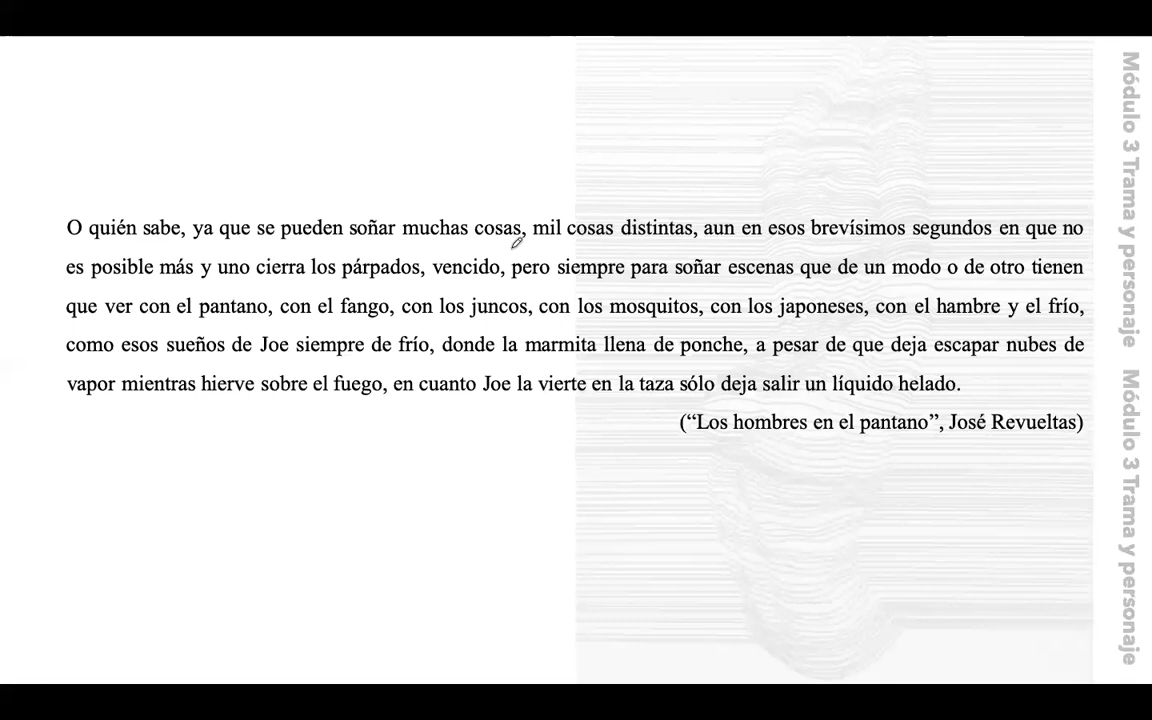 O quién sabe, ya que se pueden soñar muchas cosas, mil cosas distintas, aun en esos brevísimos segundos en que no
es posible más y uno cierra los párpados, vencido, pero siempre para soñar escenas que de un modo o de otro tienen
que ver con el pantano, con el fango, con los juncos, con los mosquitos, con los japoneses, con el hambre y el frío,
como esos sueños de Joe siempre de frío, donde la marmita llena de ponche, a pesar de que deja escapar nubes de
vapor mientras hierve sobre el fuego, en cuanto Joe la vierte en la taza sólo deja salir un líquido helado.
(“Los hombres en el pantano”, José Revueltas)
Módulo 3 Trama y personaje
Módulo 3 Trama y personaje